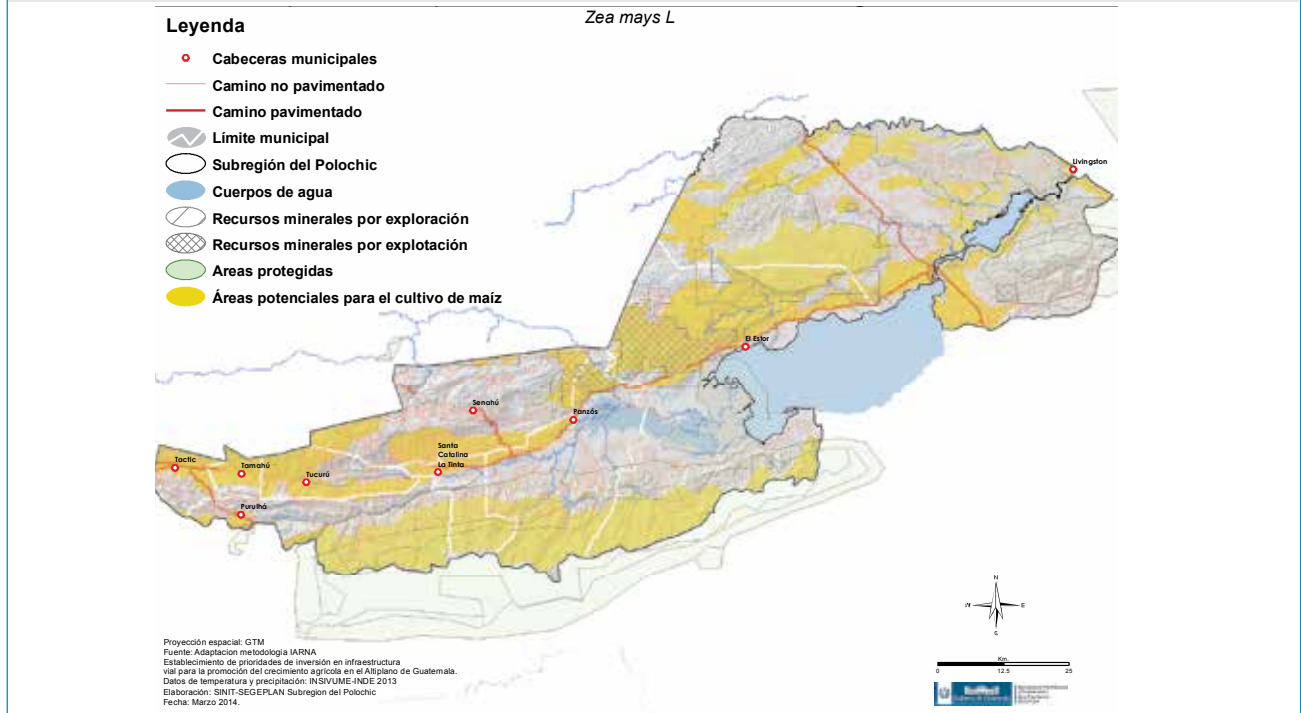 Zea mays L
Leyenda
Cabeceras municipales
Camino no pavimentado
Camino pavimentado
Límite municipal
Subregión del Polochic
Cuerpos de agua
Recursos minerales por exploración
Recursos minerales por explotación
Areas protegidas
Áreas potenciales para el cultivo de maíz
Livingston
El Estor
Senahú
Panzós
Santa
Catalina
La Tinta
Tactic
Tamahú
Tucurú
Purulhá
N
W
E
S
Proyección espacial: GTM
Fuente: Adaptacion metodologia IARNA
Establecimiento de prioridades de inversión en infraestructura
vial para la promoción del crecimiento agrícola en el Altiplano de Guatemala.
Datos de temperatura y precipitación: INSIVUME-INDE 2013
Elaboración: SINIT-SEGEPLAN Subregion del Polochic
Fecha: Marzo 2014.
Km.
0 12.5 25